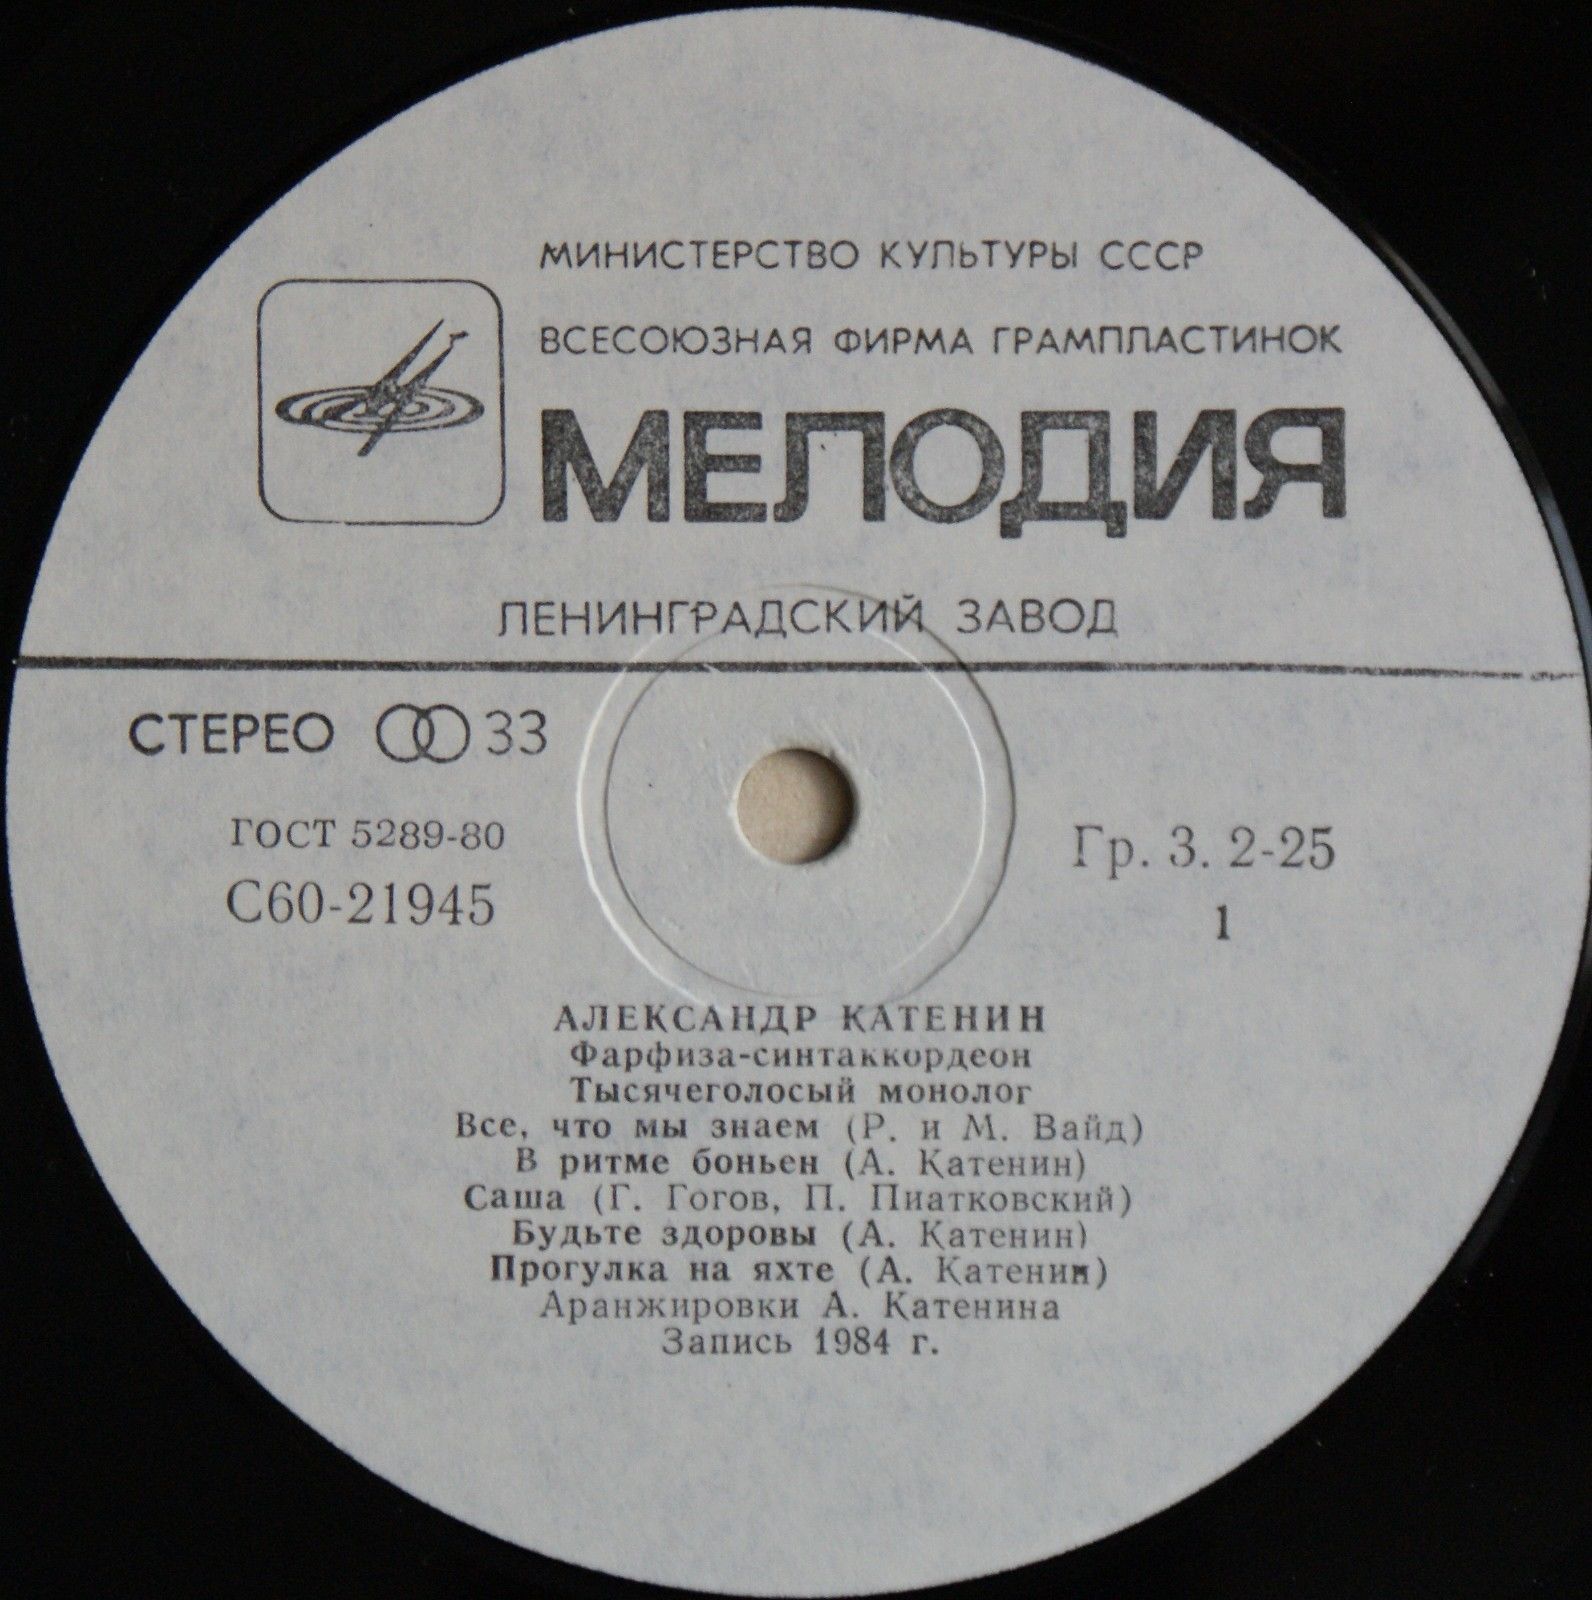 МИНИСТЕРСТВО КУЛЬТУРЫ СССР
ВСЕСОЮЗНАЯ ФИРМА ГРАМПЛАСТИНОК
МЕЛОДИЯ
ЛЕНИНГРАДСКИЙ ЗАВОД
СТЕРЕО 33
ГОСТ 5289-80
С60-21945
Гр. 3. 2-25
1
АЛЕКСАНДР КАТЕНИН
Фарфиза-синтаккордеон
Тысячеголосый монолог
Все, что мы знаем (Р. и М. Вайд)
В ритме боньен (А. Катенин)
Саша (Г. Гогов, П. Пиатковский)
Будьте здоровы (А. Катенин)
Прогулка на яхте (А. Катенин)
Аранжировки А. Катенина
Запись 1984 г.